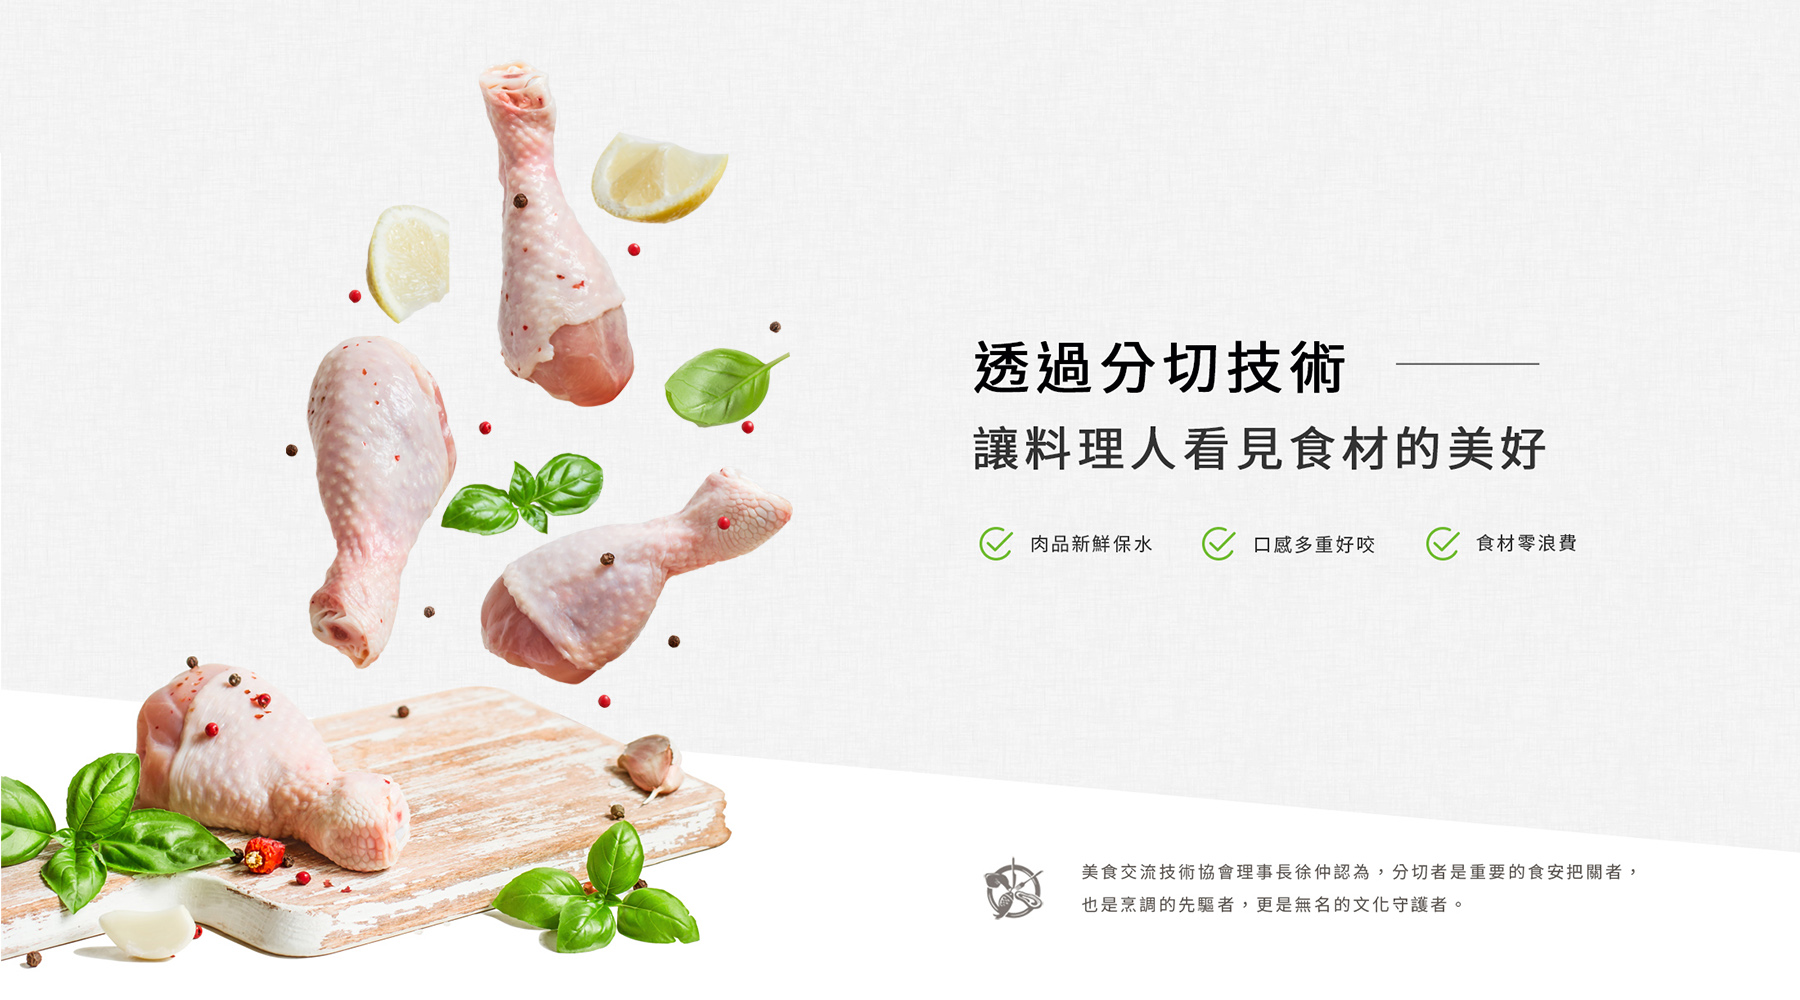 透過分切技術
讓料理人看見食材的美好
肉品新鮮保水
口感多重好咬
食材零浪費
美食交流技術協會理事長徐仲認為，分切者是重要的食安把關者，
也是烹調的先驅者，更是無名的文化守護者。